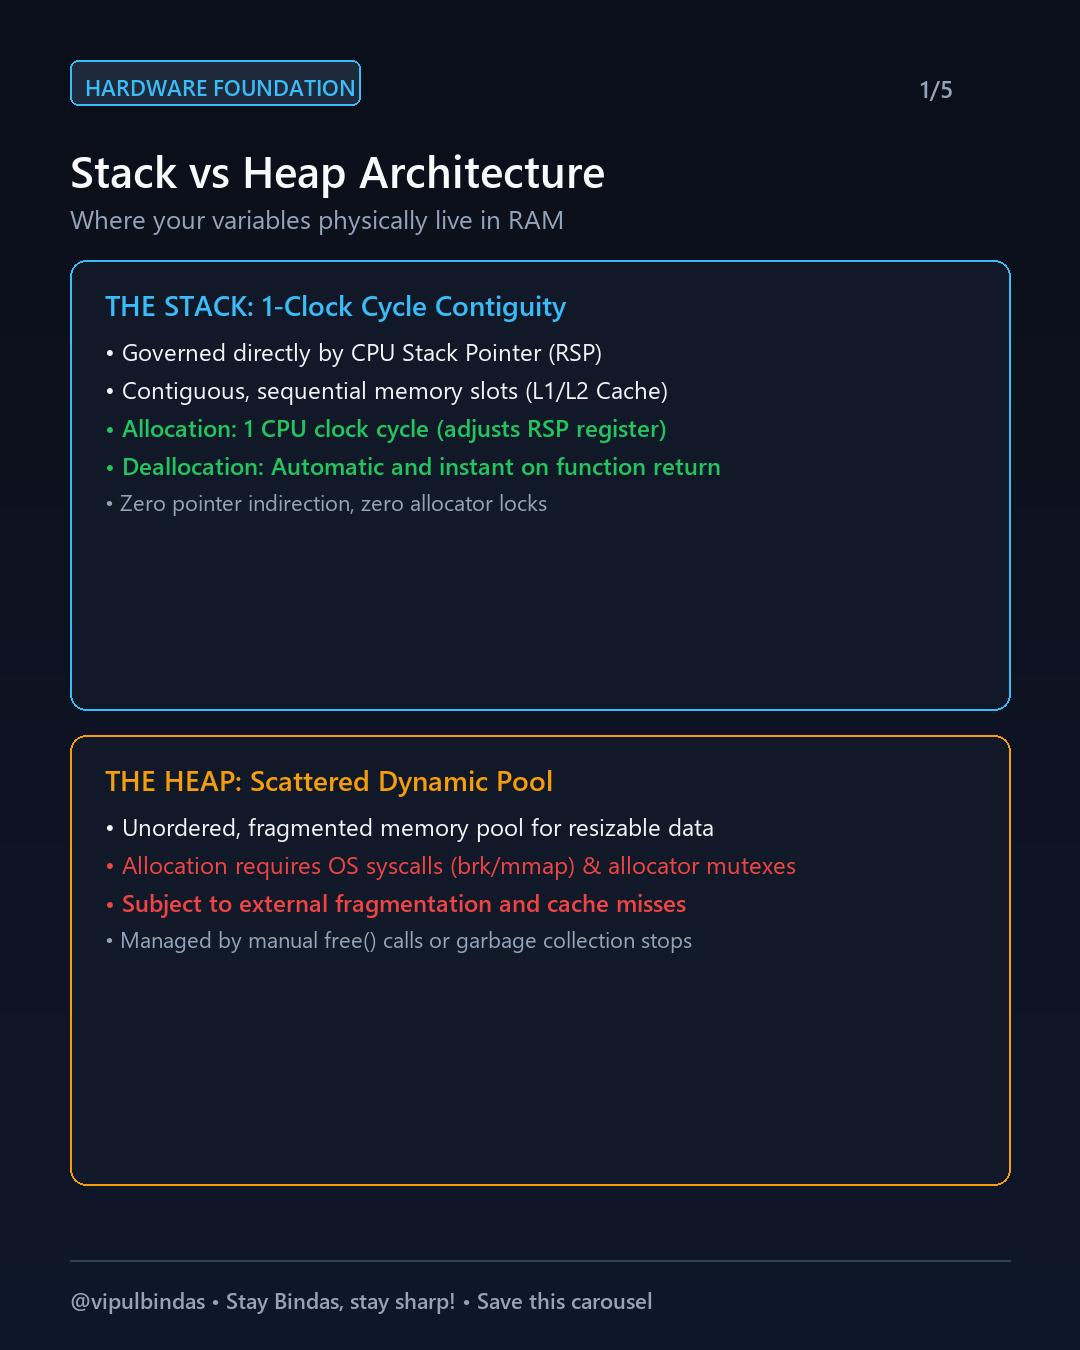 HARDWARE FOUNDATION
1/5
Stack vs Heap Architecture
Where your variables physically live in RAM
THE STACK: 1-Clock Cycle Contiguity
• Governed directly by CPU Stack Pointer (RSP)
• Contiguous, sequential memory slots (L1/L2 Cache)
• Allocation: 1 CPU clock cycle (adjusts RSP register)
• Deallocation: Automatic and instant on function return
• Zero pointer indirection, zero allocator locks
THE HEAP: Scattered Dynamic Pool
• Unordered, fragmented memory pool for resizable data
• Allocation requires OS syscalls (brk/mmap) & allocator mutexes
• Subject to external fragmentation and cache misses
• Managed by manual free() calls or garbage collection stops
@vipulbindas • Stay Bindas, stay sharp! • Save this carousel